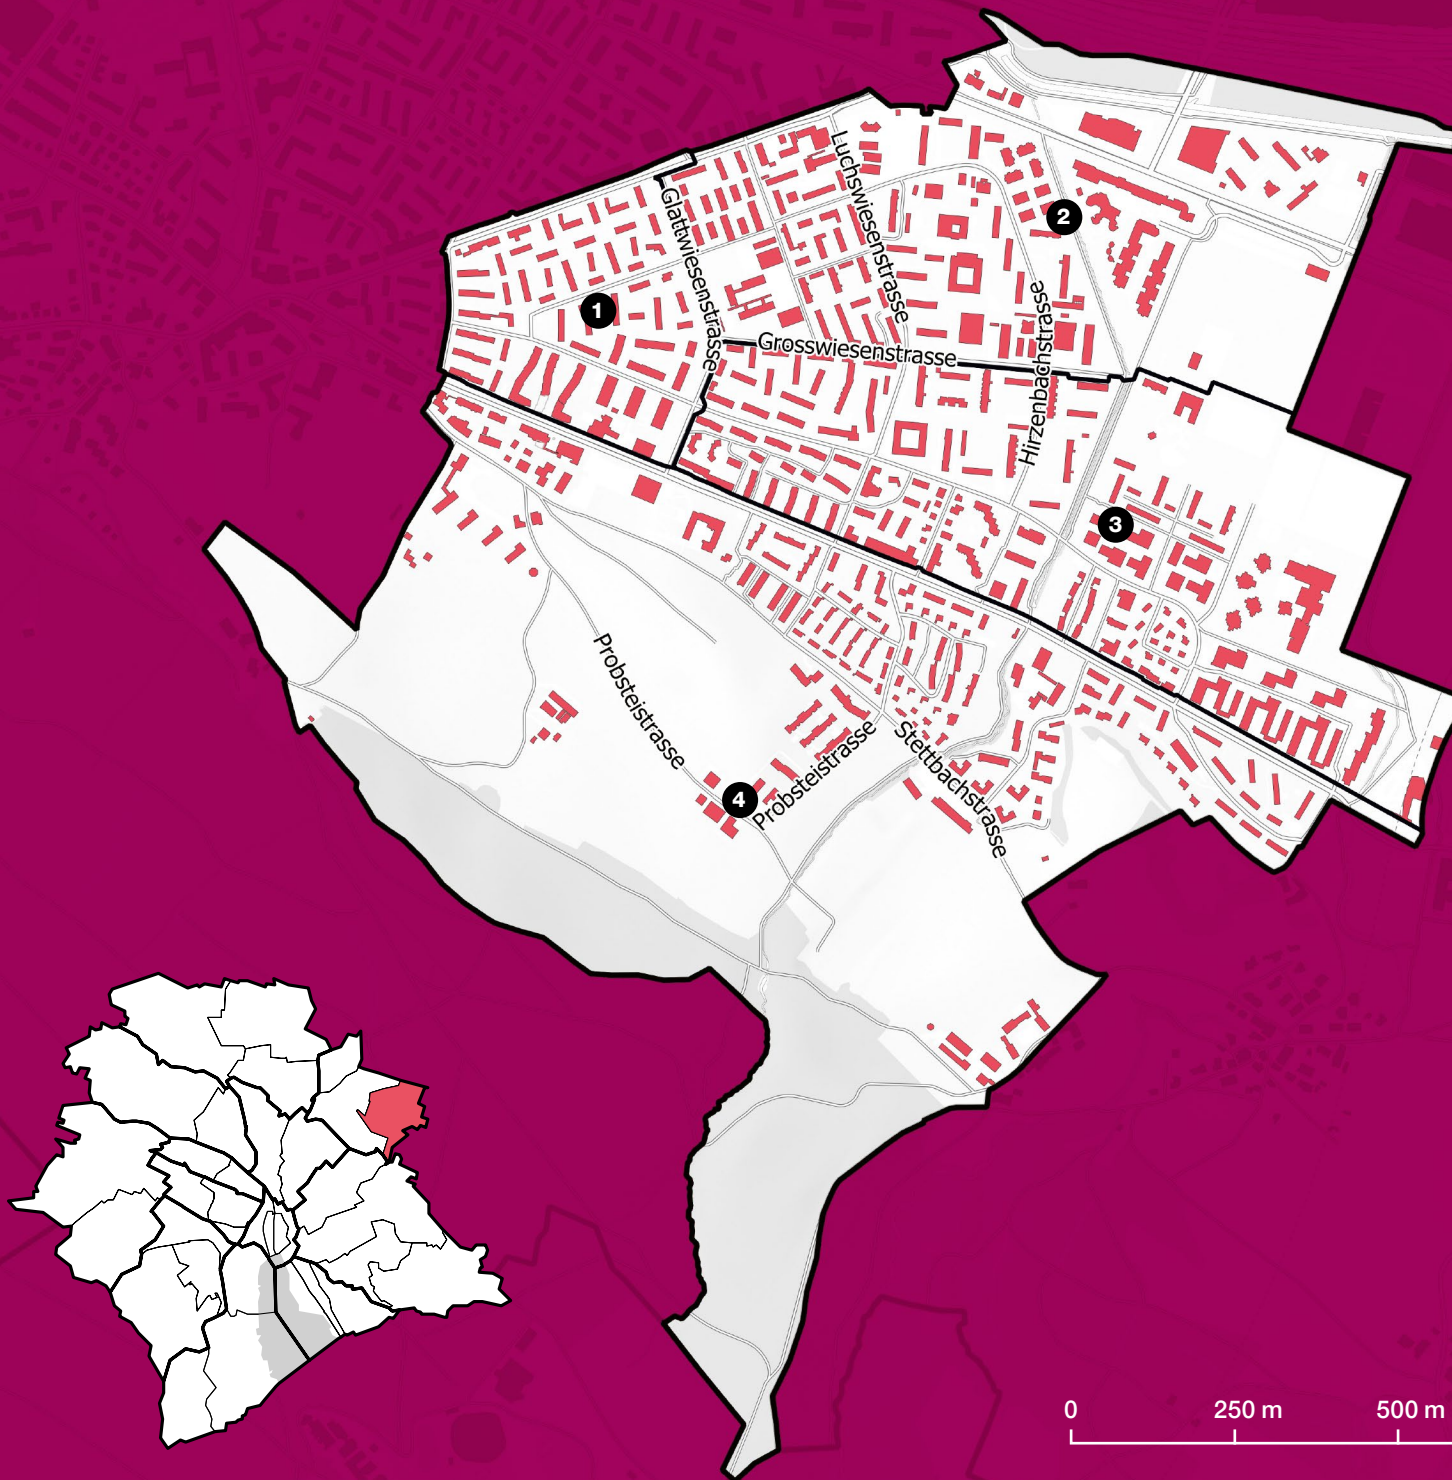 Luchswiesenstrasse
Glattwiesenstrasse
2
1
Grosswiesenstrasse
Hirzenbachstrasse
3
Probsteistrasse
Probsteistrasse
Stettbachstrasse
4
0 250 m 500 m